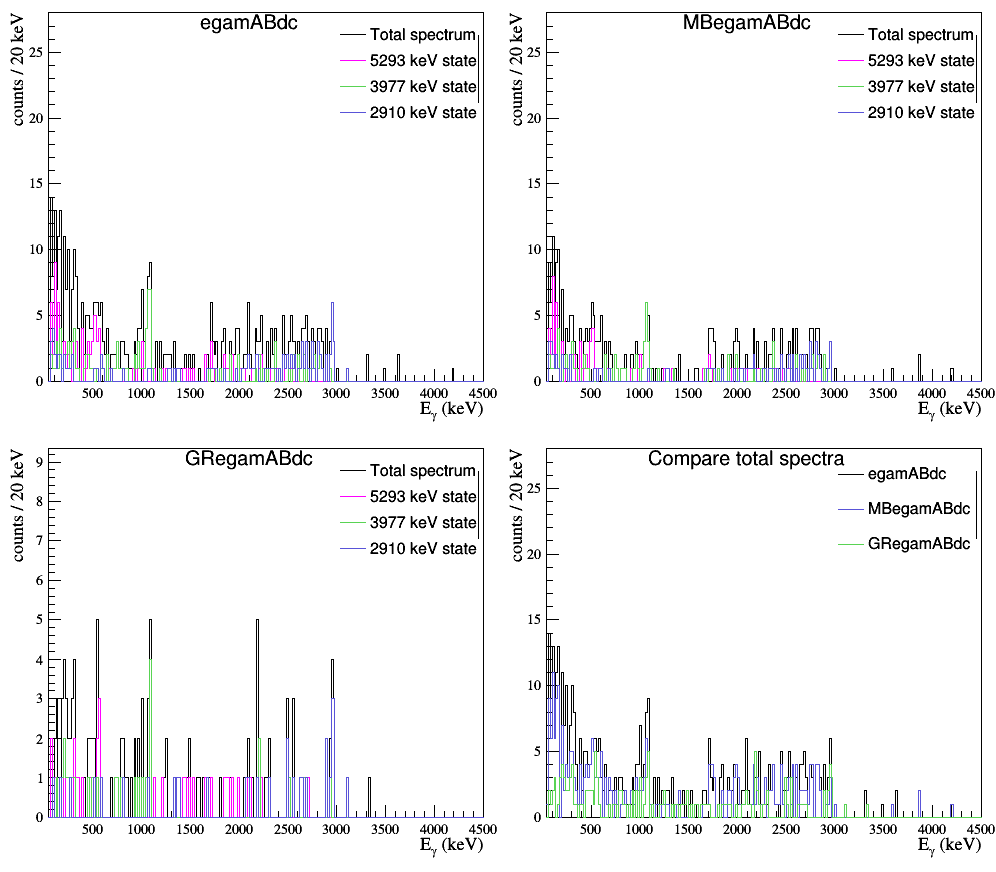 egamABdc
counts / 20 keV
Total spectrum
5293 keV state
3977 keV state
2910 keV state
25
20
15
10
5
0
500 1000 1500 2000 2500 3000 3500 4000 4500
Eγ (keV)
MBegamABdc
counts / 20 keV
Total spectrum
5293 keV state
3977 keV state
2910 keV state
25
20
15
10
5
0
500 1000 1500 2000 2500 3000 3500 4000 4500
Eγ (keV)
GRegamABdc
counts / 20 keV
Total spectrum
5293 keV state
3977 keV state
2910 keV state
9
8
7
6
5
4
3
2
1
0
500 1000 1500 2000 2500 3000 3500 4000 4500
Eγ (keV)
Compare total spectra
counts / 20 keV
egamABdc
MBegamABdc
GRegamABdc
25
20
15
10
5
0
500 1000 1500 2000 2500 3000 3500 4000 4500
Eγ (keV)